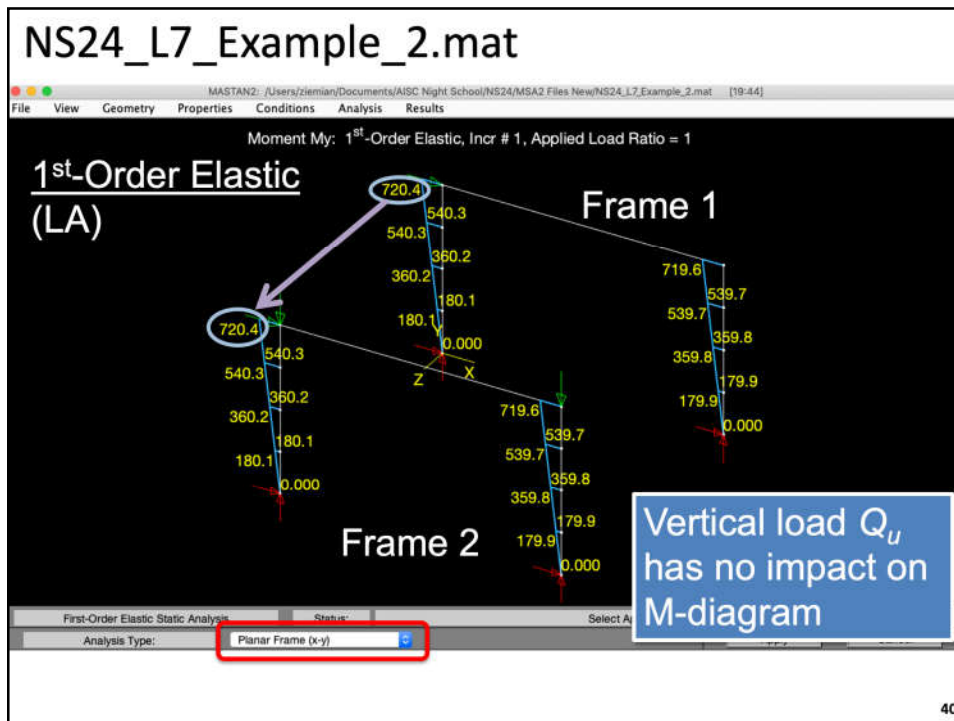 NS24_L7_Example_2.mat
MASTAN2: /Users/ziemian/Documents/AISC Night School/NS24/MSA2 Files New/NS24_L7_Example_2.mat [19:44]
File View Geometry Properties Conditions Analysis Results
Moment My: 1st-Order Elastic, Incr # 1, Applied Load Ratio = 1
1st-Order Elastic
(LA)
Frame 1
720.4
540.3
540.3
360.2
360.2
180.1
180.1
0.000
Y
Z
X
719.6
539.7
539.7
359.8
359.8
179.9
179.9
0.000
720.4
540.3
540.3
360.2
360.2
180.1
180.1
0.000
719.6
539.7
539.7
359.8
359.8
179.9
179.9
0.000
Frame 2
Vertical load Qu
has no impact on
M-diagram
First-Order Elastic Static Analysis Status:
Analysis Type: Planar Frame (x-y)
40